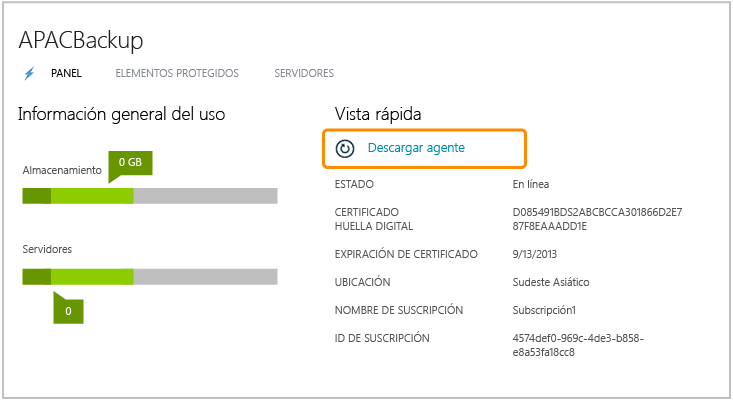 APACBackup
PANEL ELEMENTOS PROTEGIDOS SERVIDORES
Información general del uso
Almacenamiento
0 GB
Servidores
0
Vista rápida
Descargar agente
ESTADO En línea
CERTIFICADO D085491BDS2ABCBCCA301866D2E7
HUELLA DIGITAL 87F8EAAADD1E
EXPIRACIÓN DE CERTIFICADO 9/13/2013
UBICACIÓN Sudeste Asiático
NOMBRE DE SUSCRIPCIÓN Subscripción1
ID DE SUSCRIPCIÓN 4574def0-969c-4de3-b858-
e8a53fa18cc8